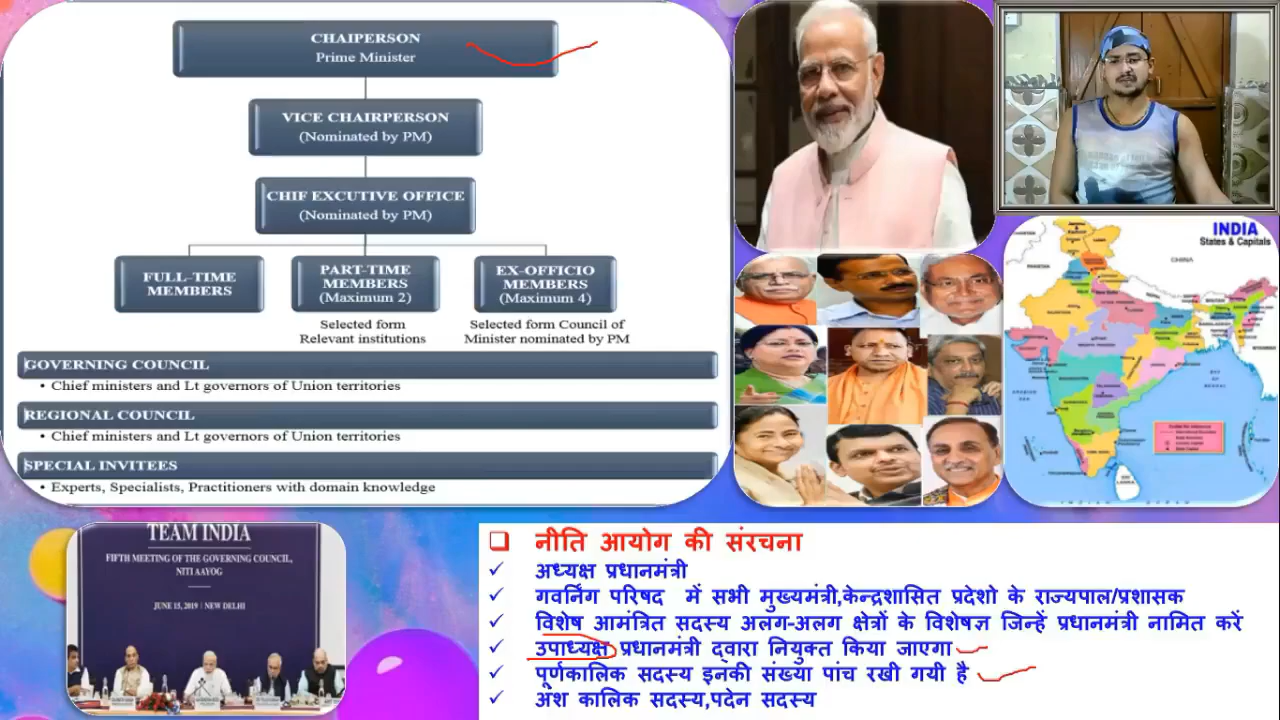 CHAIPERSON
Prime Minister
VICE CHAIRPERSON
(Nominated by PM)
CHIF EXCUTIVE OFFICE
(Nominated by PM)
FULL-TIME
MEMBERS
PART-TIME
MEMBERS
(Maximum 2)
Selected form
Relevant institutions
EX-OFFICIO
MEMBERS
(Maximum 4)
Selected form Council of
Minister nominated by PM
GOVERNING COUNCIL
• Chief ministers and Lt governors of Union territories
REGIONAL COUNCIL
• Chief ministers and Lt governors of Union territories
SPECIAL INVITEES
• Experts, Specialists, Practitioners with domain knowledge
INDIA
States & Capitals
CHINA
TEAM INDIA
FIFTH MEETING OF THE GOVERNING COUNCIL,
NITI AAYOG
JUNE 15, 2019 | NEW DELHI
नीति आयोग की संरचना
अध्यक्ष प्रधानमंत्री
गवर्निंग परिषद में सभी मुख्यमंत्री,केन्द्रशासित प्रदेशो के राज्यपाल/प्रशासक
विशेष आमंत्रित सदस्य अलग-अलग क्षेत्रों के विशेषज्ञ जिन्हें प्रधानमंत्री नामित करें
उपाध्यक्ष प्रधानमंत्री द्वारा नियुक्त किया जाएगा
पूर्णकालिक सदस्य इनकी संख्या पांच रखी गयी है
अंश कालिक सदस्य,पदेन सदस्य